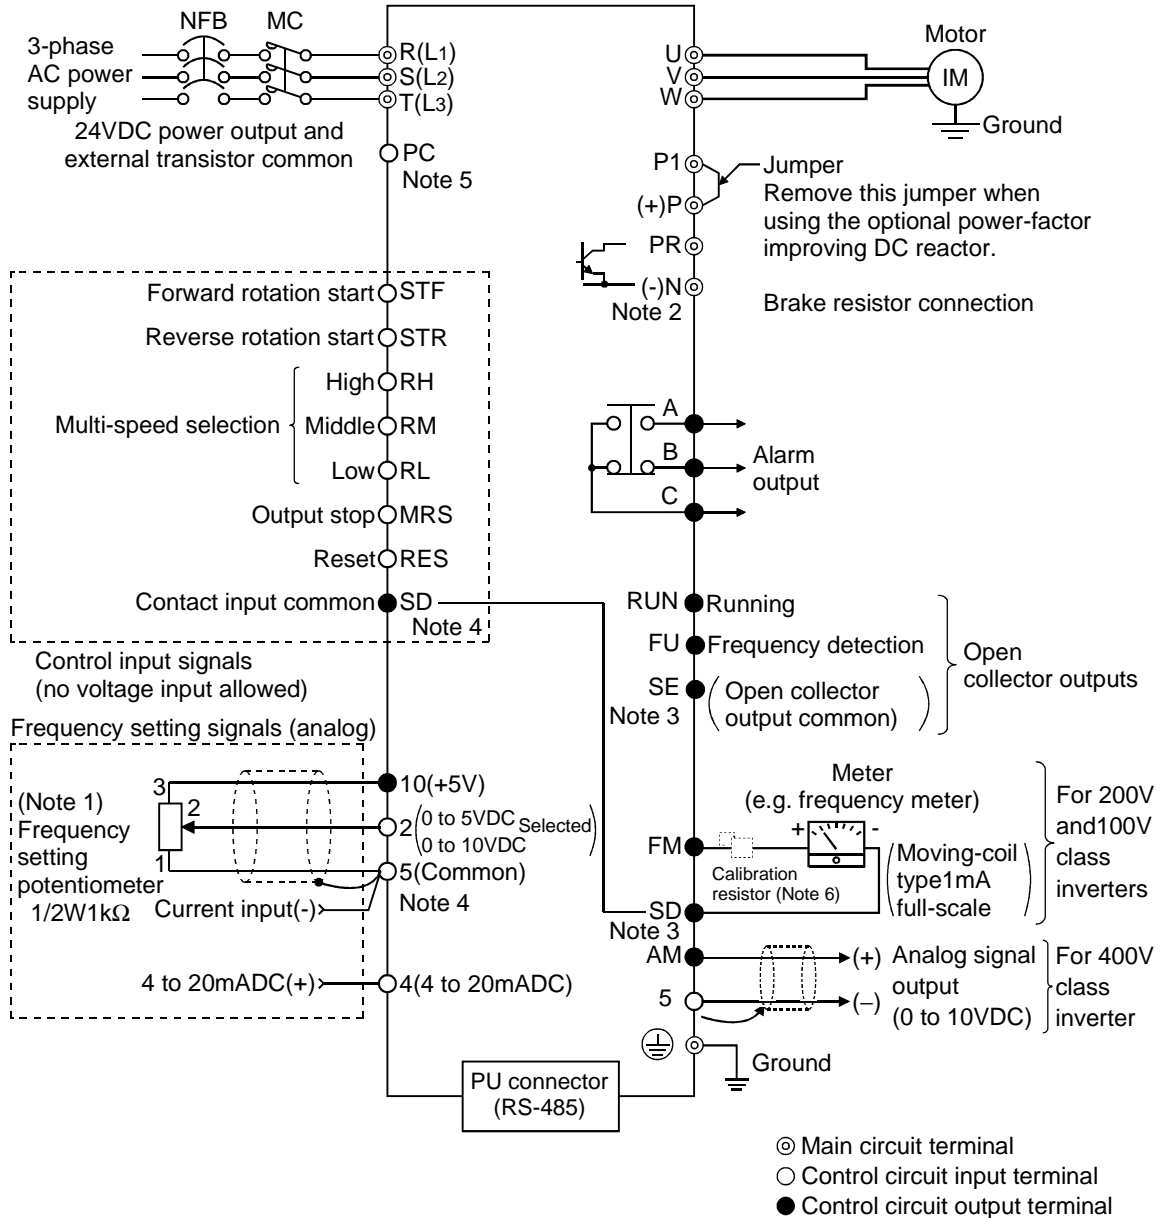 NFB MC
3-phase
AC power
supply
R(L1)
S(L2)
T(L3)
24VDC power output and
external transistor common
PC
Note 5
U
V
W
Motor
IM
Ground
P1
(+)P
PR
(-)N
Note 2
Jumper
Remove this jumper when
using the optional power-factor
improving DC reactor.
Brake resistor connection
Forward rotation start STF
Reverse rotation start STR
Multi-speed selection
High RH
Middle RM
Low RL
Output stop MRS
Reset RES
Contact input common SD
Note 4
Control input signals
(no voltage input allowed)
A
B
C
Alarm
output
RUN Running
FU Frequency detection
SE (Open collector
output common)
Note 3
Open
collector outputs
Frequency setting signals (analog)
(Note 1)
Frequency
setting
potentiometer
1/2W1kΩ
3
2
1
10(+5V)
2 (0 to 5VDC
0 to 10VDC Selected)
5(Common)
Note 4
Current input(-)
4 to 20mADC(+)
4(4 to 20mADC)
Meter
(e.g. frequency meter)
+ -
FM
Calibration
resistor (Note 6)
(Moving-coil
type1mA
full-scale)
SD
Note 3
For 200V
and100V
class
inverters
AM
5
(+)
(−)
Analog signal
output
(0 to 10VDC)
For 400V
class
inverter
Ground
PU connector
(RS-485)
Main circuit terminal
Control circuit input terminal
Control circuit output terminal